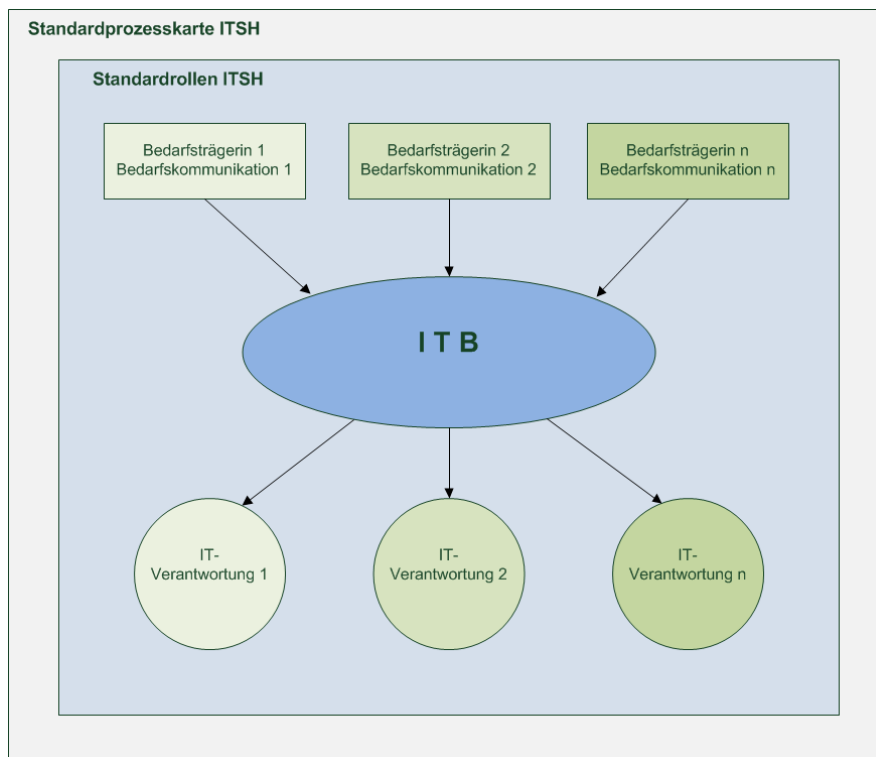 Standardprozesskarte ITSH
Standardrollen ITSH
Bedarfsträgerin 1
Bedarfskommunikation 1
Bedarfsträgerin 2
Bedarfskommunikation 2
Bedarfsträgerin n
Bedarfskommunikation n
I T B
IT-
Verantwortung 1
IT-
Verantwortung 2
IT-
Verantwortung n